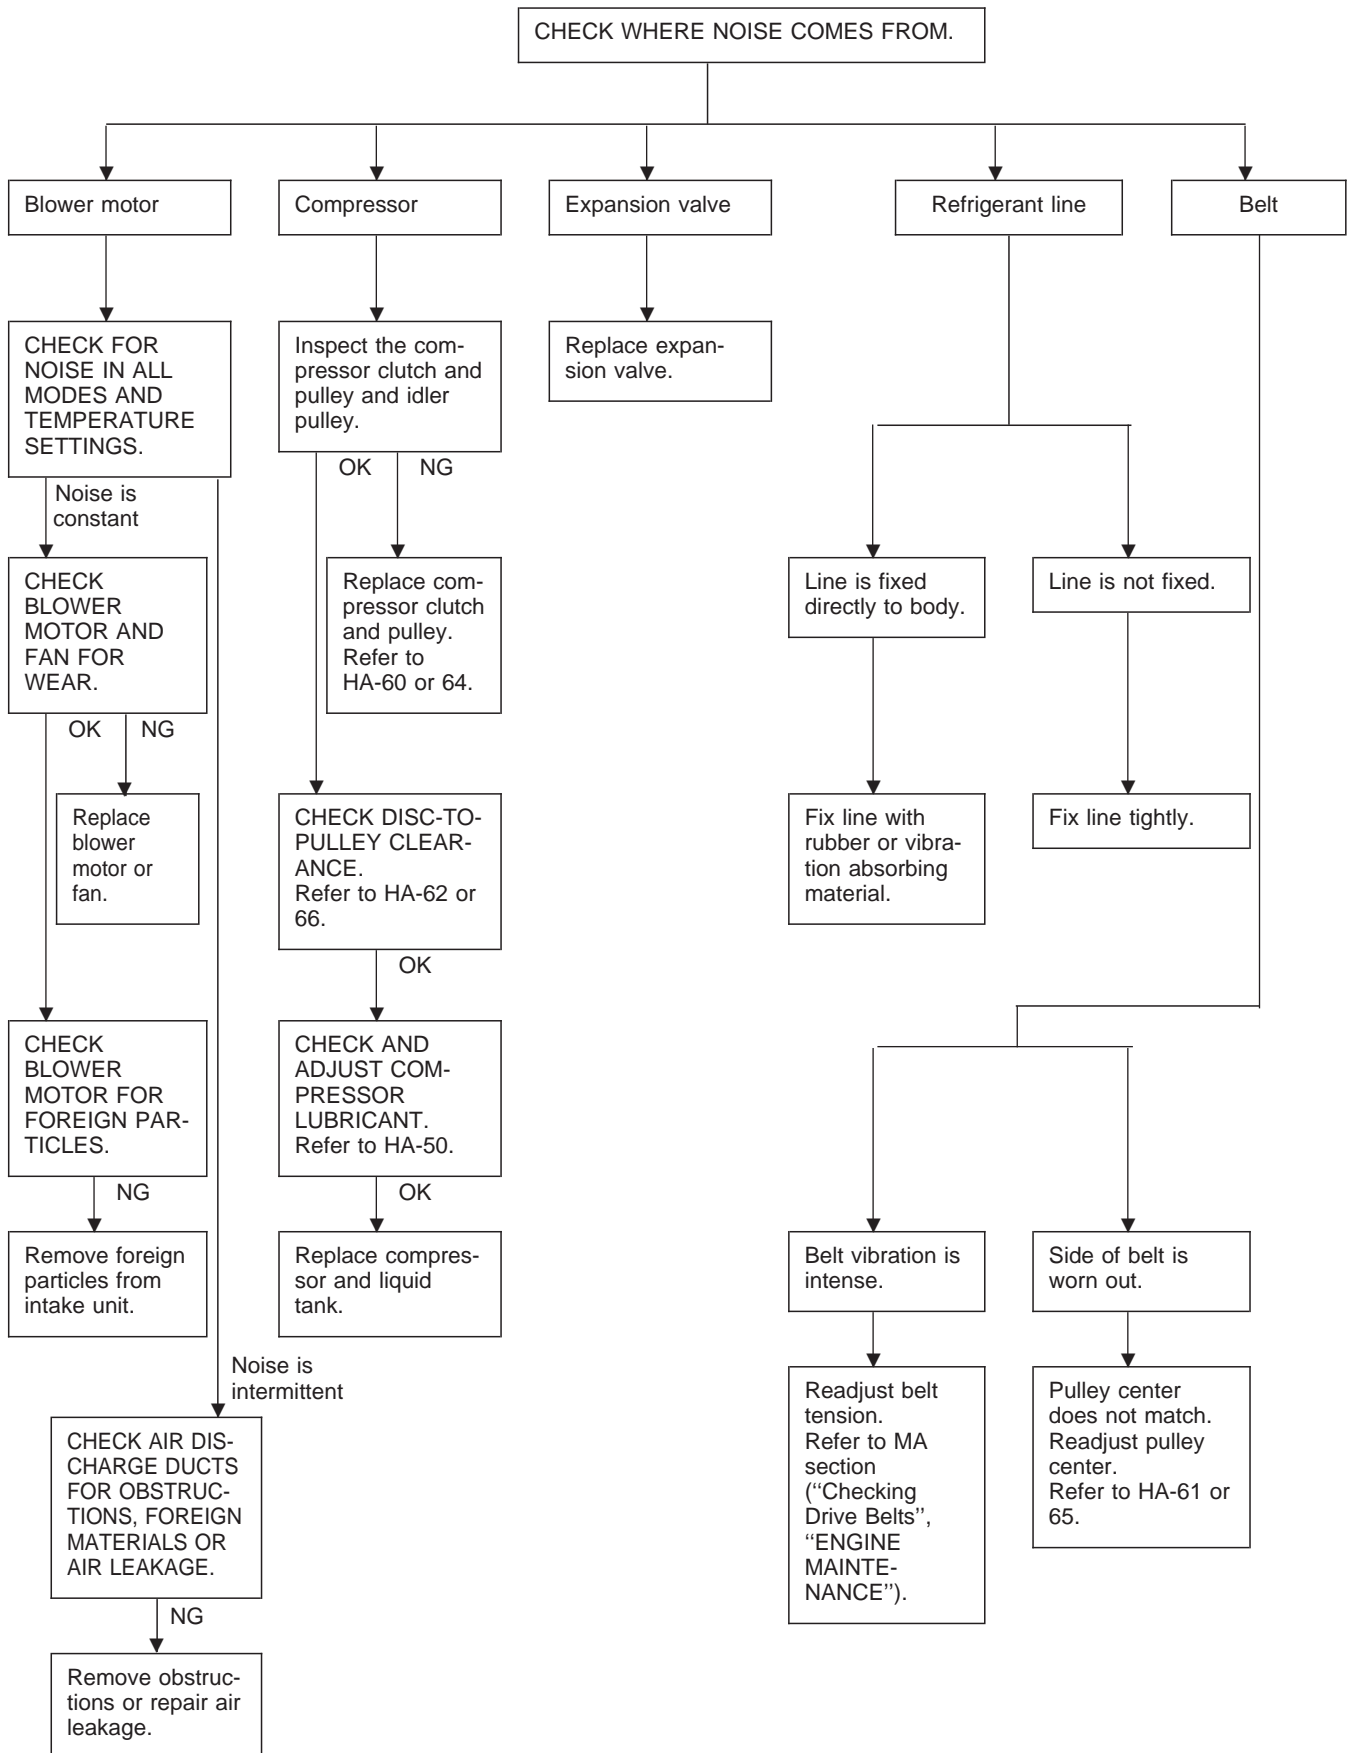 CHECK WHERE NOISE COMES FROM.
Blower motor
Compressor
Expansion valve
Refrigerant line
Belt
CHECK FOR
NOISE IN ALL
MODES AND
TEMPERATURE
SETTINGS.
Noise is
constant
CHECK
BLOWER
MOTOR AND
FAN FOR
WEAR.
OK
NG
Replace
blower
motor or
fan.
CHECK
BLOWER
MOTOR FOR
FOREIGN PAR-
TICLES.
NG
Remove foreign
particles from
intake unit.
Noise is
intermittent
CHECK AIR DIS-
CHARGE DUCTS
FOR OBSTRUC-
TIONS, FOREIGN
MATERIALS OR
AIR LEAKAGE.
NG
Remove obstruc-
tions or repair air
leakage.
Inspect the com-
pressor clutch and
pulley and idler
pulley.
OK
NG
Replace com-
pressor clutch
and pulley.
Refer to
HA-60 or 64.
CHECK DISC-TO-
PULLEY CLEAR-
ANCE.
Refer to HA-62 or
66.
OK
CHECK AND
ADJUST COM-
PRESSOR
LUBRICANT.
Refer to HA-50.
OK
Replace compres-
sor and liquid
tank.
Replace expan-
sion valve.
Line is fixed
directly to body.
Fix line with
rubber or vibra-
tion absorbing
material.
Line is not fixed.
Fix line tightly.
Belt vibration is
intense.
Readjust belt
tension.
Refer to MA
section
(‘‘Checking
Drive Belts’’,
‘‘ENGINE
MAINTE-
NANCE’’).
Side of belt is
worn out.
Pulley center
does not match.
Readjust pulley
center.
Refer to HA-61 or
65.